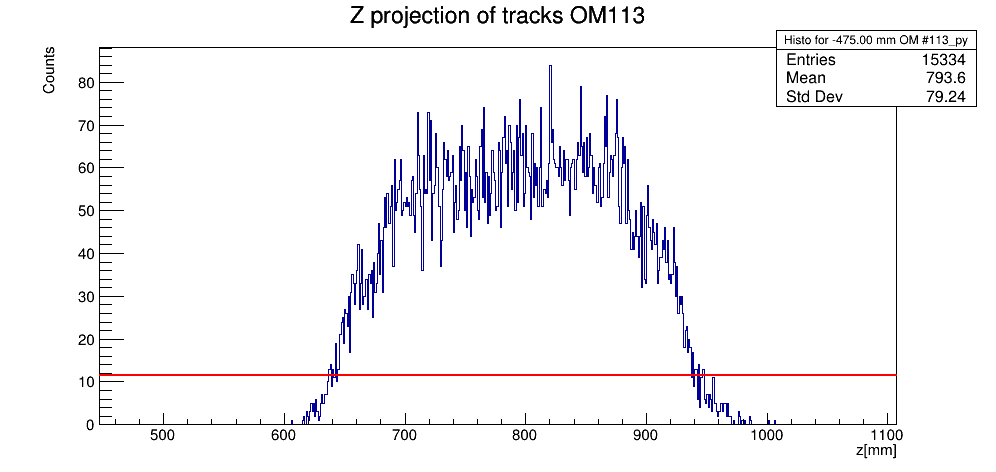 Z projection of tracks OM113
Histo for -475.00 mm OM #113_py
Entries 15334
Mean 793.6
Std Dev 79.24
Counts
80
70
60
50
40
30
20
10
0
500 600 700 800 900 1000 1100
z[mm]